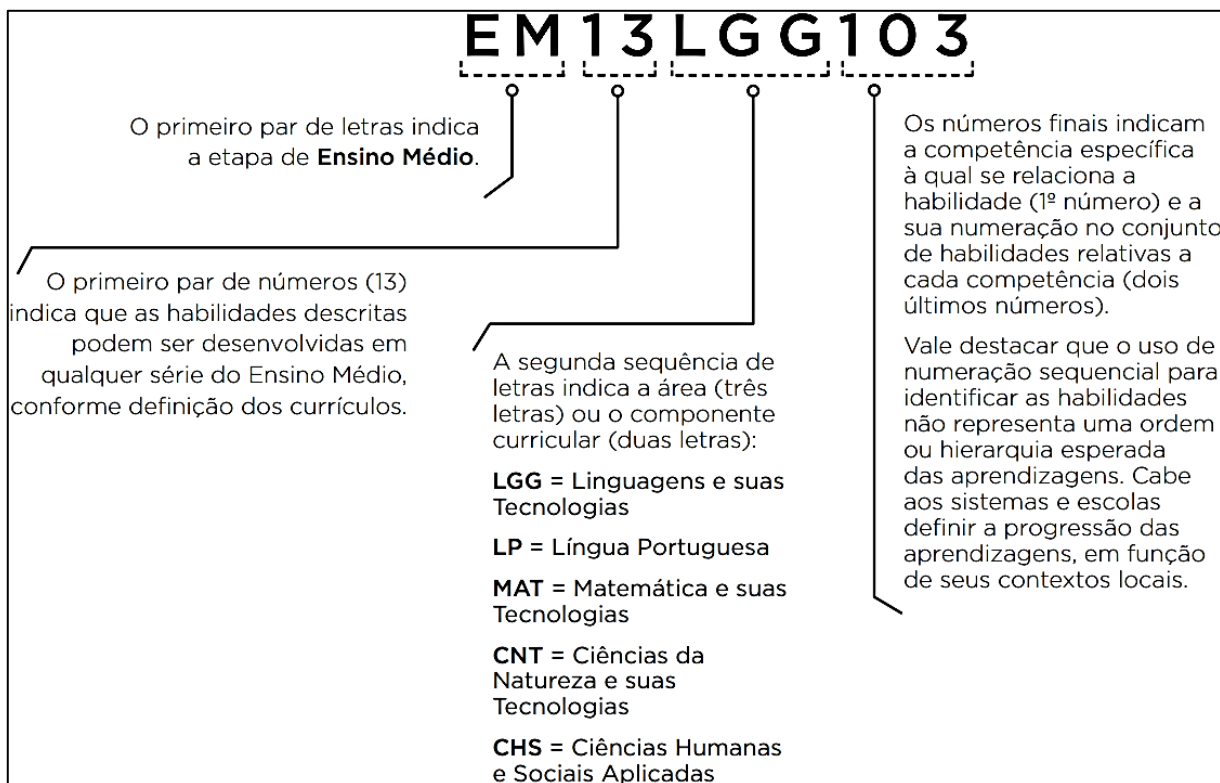 EM13LGG103
O primeiro par de letras indica
a etapa de Ensino Médio.
O primeiro par de números (13)
indica que as habilidades descritas
podem ser desenvolvidas em
qualquer série do Ensino Médio,
conforme definição dos currículos.
A segunda sequência de
letras indica a área (três
letras) ou o componente
curricular (duas letras):
LGG = Linguagens e suas
Tecnologias
LP = Língua Portuguesa
MAT = Matemática e suas
Tecnologias
CNT = Ciências da
Natureza e suas
Tecnologias
CHS = Ciências Humanas
e Sociais Aplicadas
Os números finais indicam
a competência específica
à qual se relaciona a
habilidade (1º número) e a
sua numeração no conjunto
de habilidades relativas a
cada competência (dois
últimos números).
Vale destacar que o uso de
numeração sequencial para
identificar as habilidades
não representa uma ordem
ou hierarquia esperada
das aprendizagens. Cabe
aos sistemas e escolas
definir a progressão das
aprendizagens, em função
de seus contextos locais.